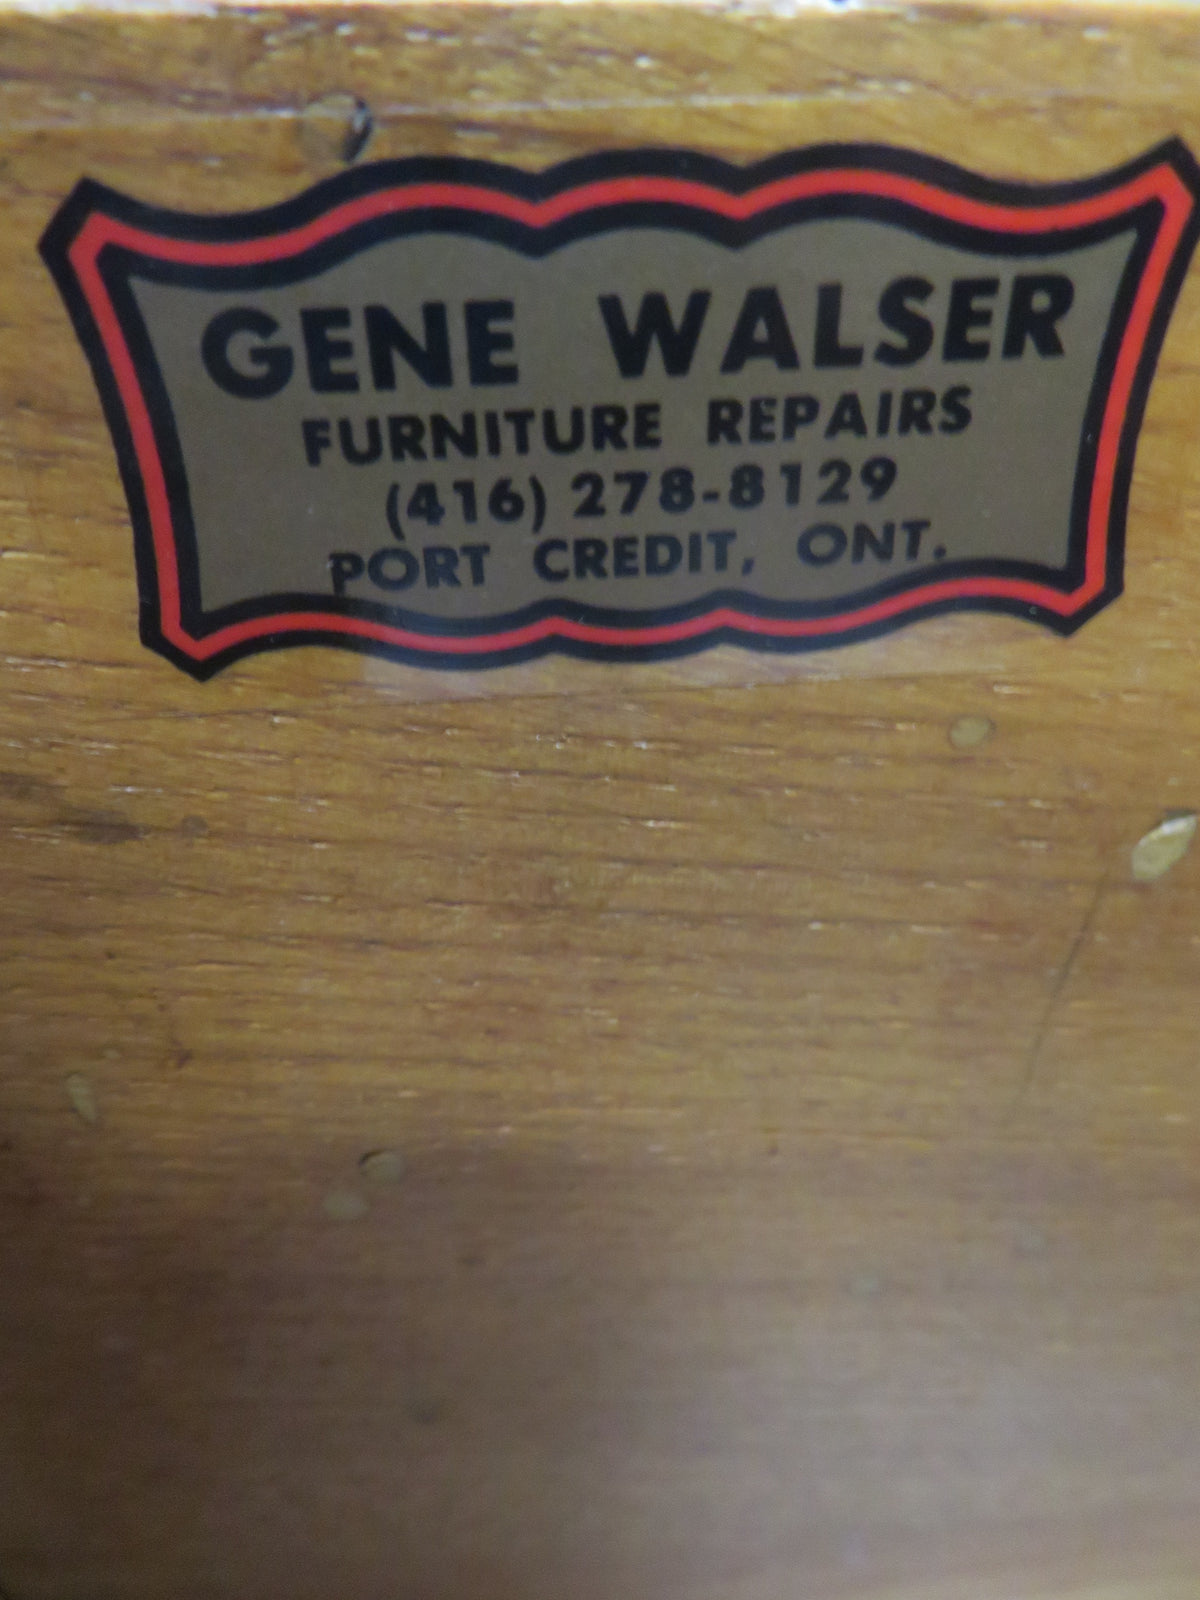 GENE WALSER
FURNITURE REPAIRS
(416) 278-8129
PORT CREDIT, ONT.